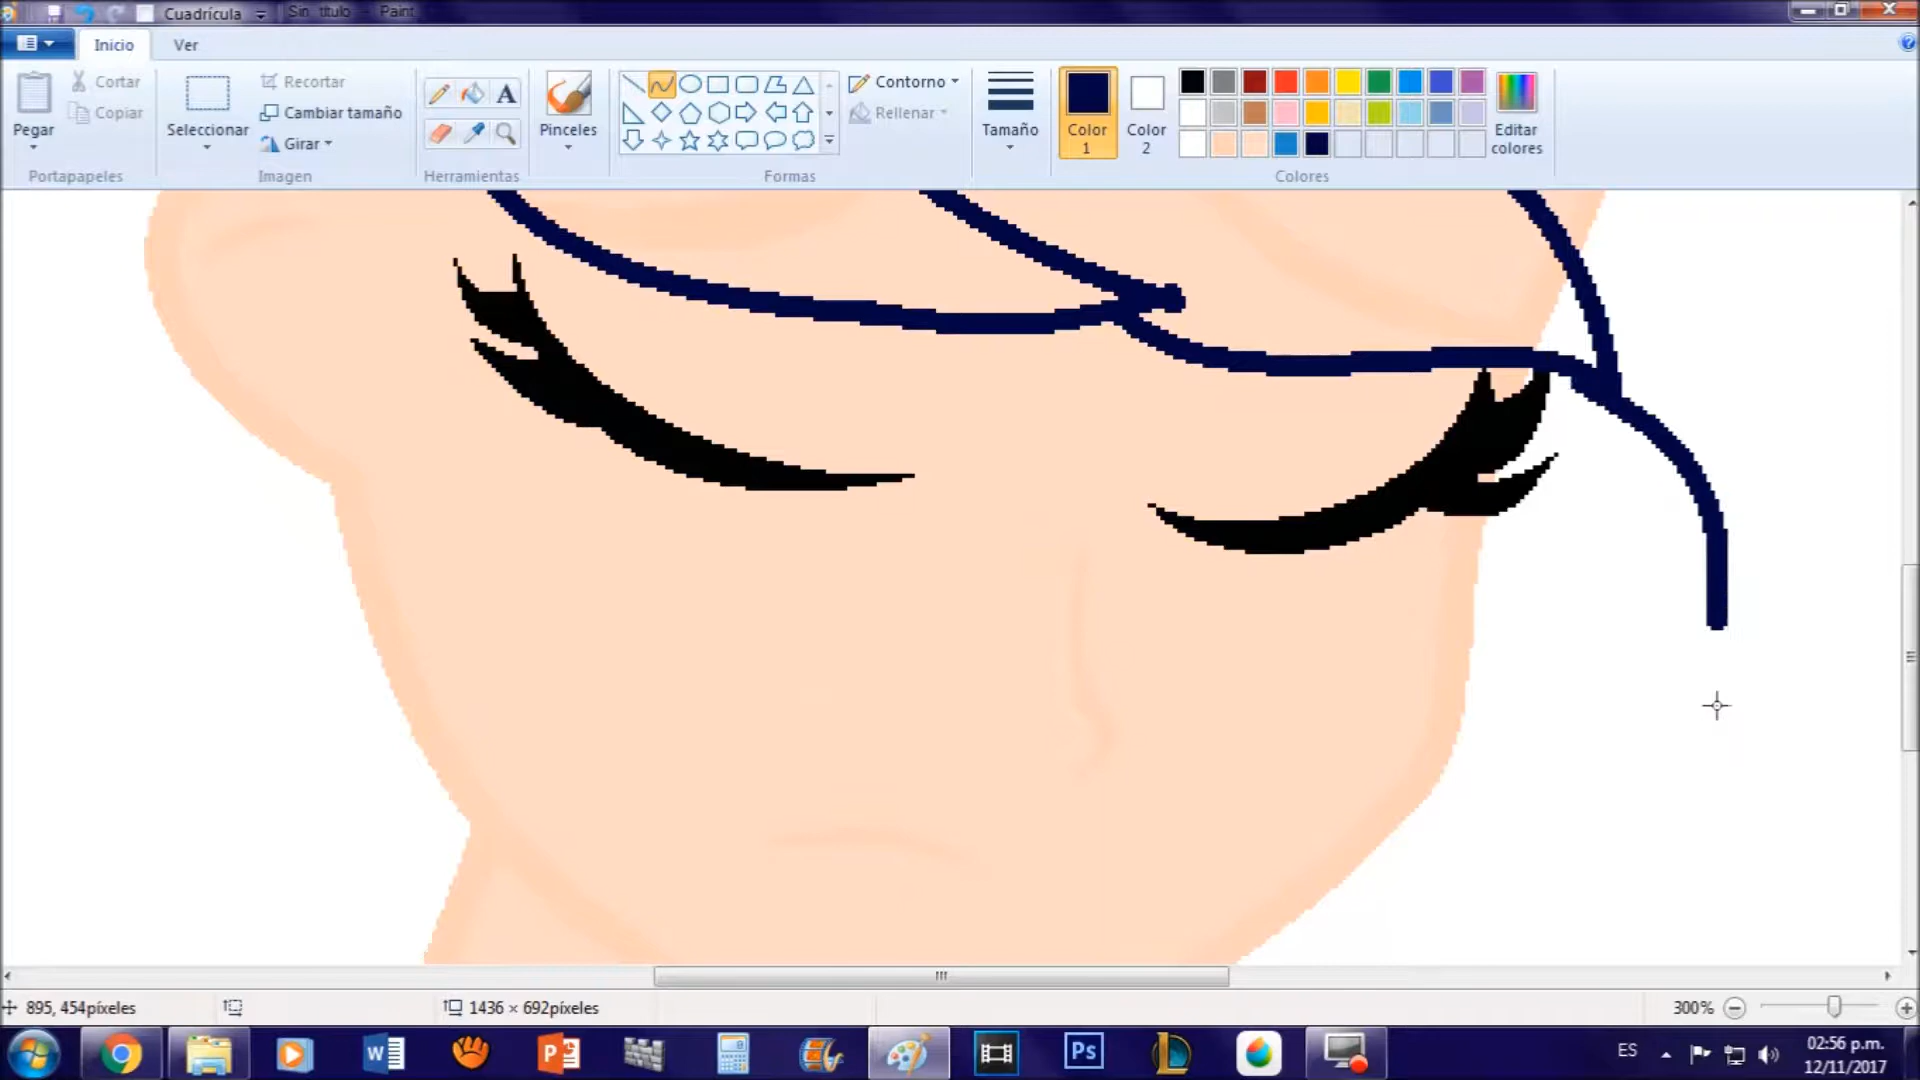 Cuadrícula Sin título - Paint
Inicio Ver
Pegar
Cortar
Copiar
Portapapeles
Seleccionar
Recortar
Cambiar tamaño
Girar
Imagen
A
Herramientas
Pinceles
Contorno
Rellenar
Formas
Tamaño
Color
1
Color
2
Editar
colores
Colores
895, 454píxeles
1436 × 692píxeles
300%
W
P
Ps
L
ES
02:56 p.m.
12/11/2017